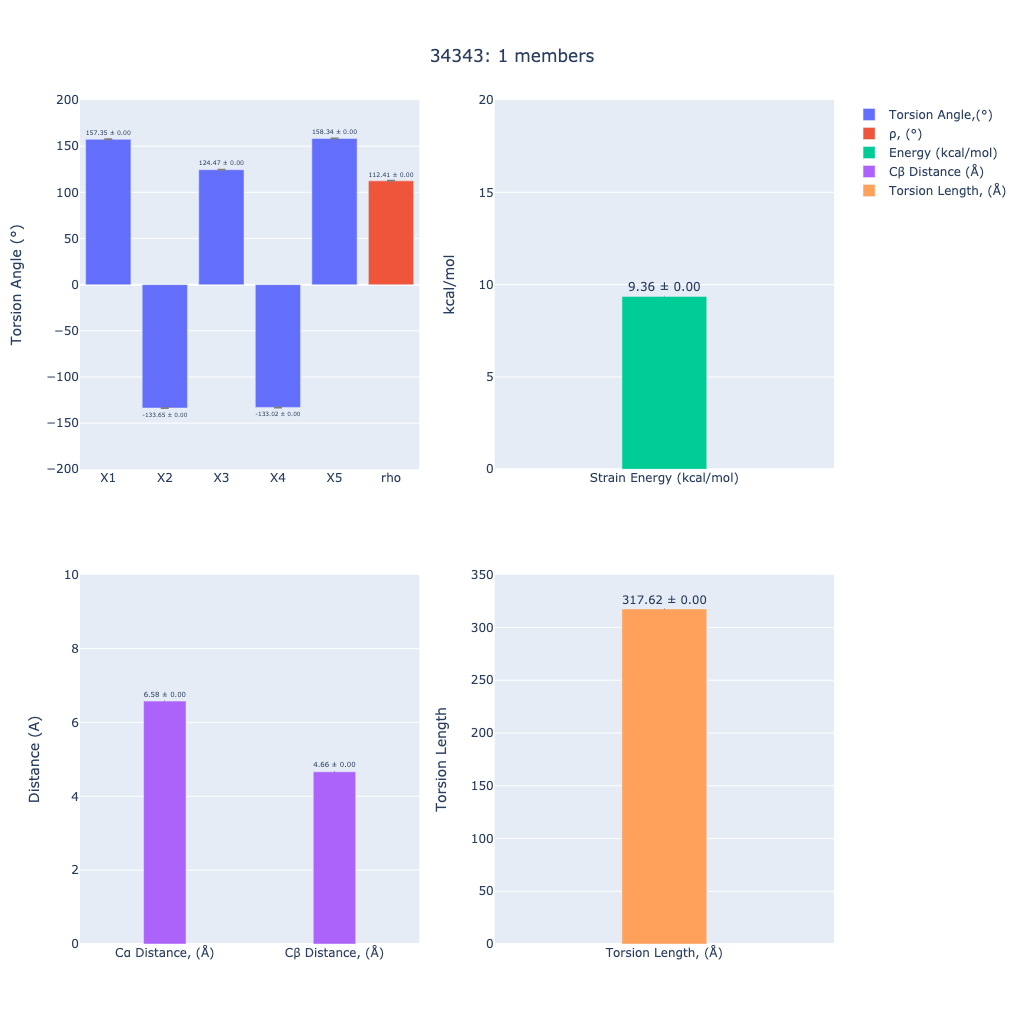 34343: 1 members
200
150
100
50
0
−50
−100
−150
−200
Torsion Angle (°)
157.35 ± 0.00
-133.65 ± 0.00
124.47 ± 0.00
-133.02 ± 0.00
158.34 ± 0.00
112.41 ± 0.00
X1 X2 X3 X4 X5 rho
20
15
10
5
0
kcal/mol
9.36 ± 0.00
Strain Energy (kcal/mol)
Torsion Angle,(°)
ρ, (°)
Energy (kcal/mol)
Cβ Distance (Å)
Torsion Length, (Å)
10
8
6
4
2
0
Distance (A)
6.58 ± 0.00
4.66 ± 0.00
Cα Distance, (Å) Cβ Distance, (Å)
350
300
250
200
150
100
50
0
Torsion Length
317.62 ± 0.00
Torsion Length, (Å)